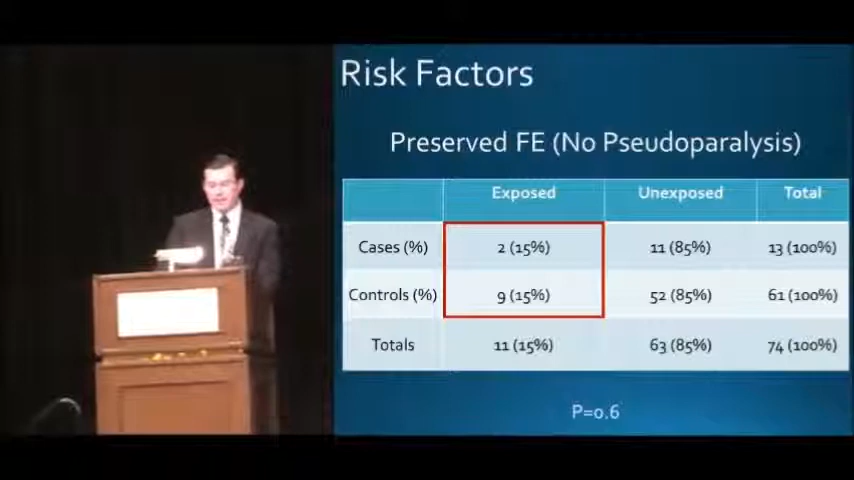 Risk Factors
Preserved FE (No Pseudoparalysis)
Exposed Unexposed Total
Cases (%) 2 (15%) 11 (85%) 13 (100%)
Controls (%) 9 (15%) 52 (85%) 61 (100%)
Totals 11 (15%) 63 (85%) 74 (100%)
P=0.6